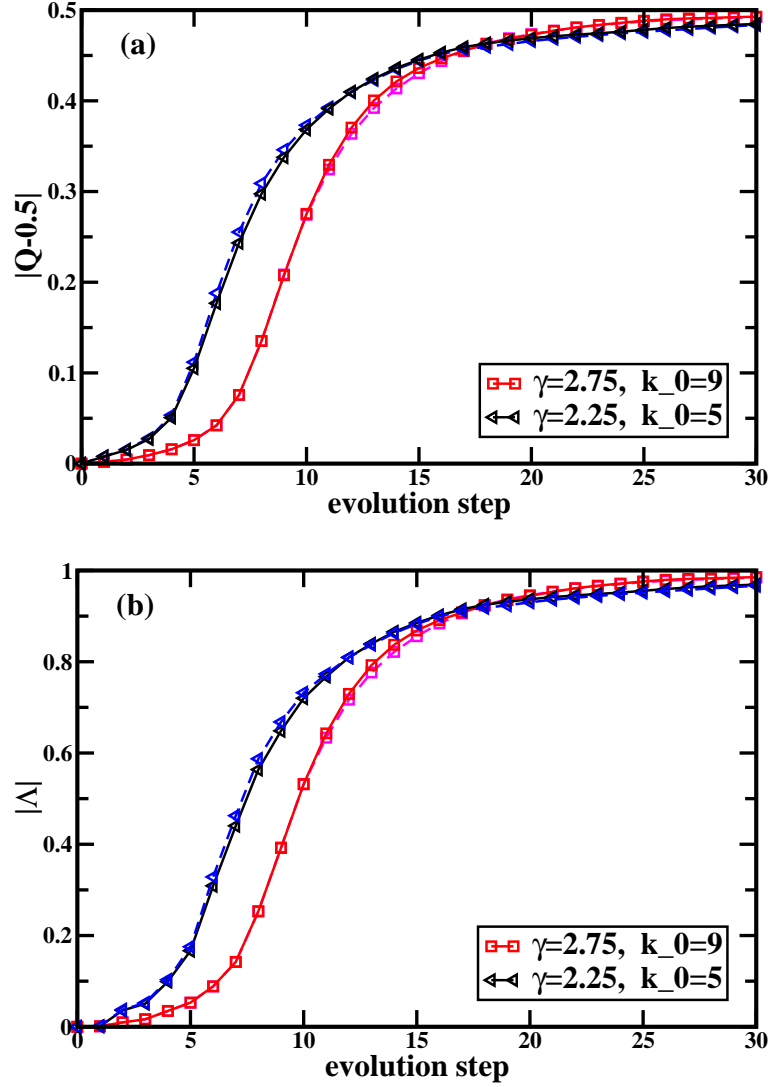 0.5
(a)
0.4
0.3
|Q-0.5|
0.2
0.1
γ=2.75, k_0=9
γ=2.25, k_0=5
0
0 5 10 15 20 25 30
evolution step
1
(b)
0.8
0.6
|Λ|
0.4
0.2
γ=2.75, k_0=9
γ=2.25, k_0=5
0
0 5 10 15 20 25 30
evolution step